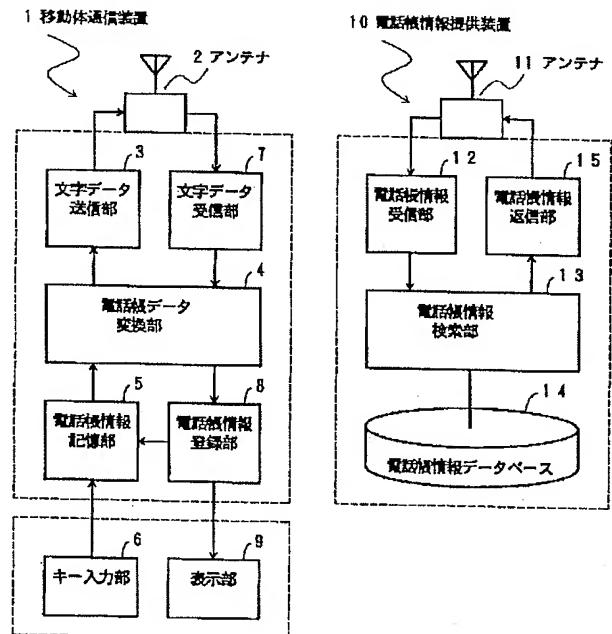 1 移動体通信装置
2 アンテナ
3
文字データ
送信部
7
文字データ
受信部
4
電話帳データ
変換部
5
電話帳情報
記憶部
8
電話帳情報
登録部
6
キー入力部
9
表示部
10 電話帳情報提供装置
11 アンテナ
12
電話帳情報
受信部
15
電話帳情報
返信部
13
電話帳情報
検索部
14
電話帳情報データベース